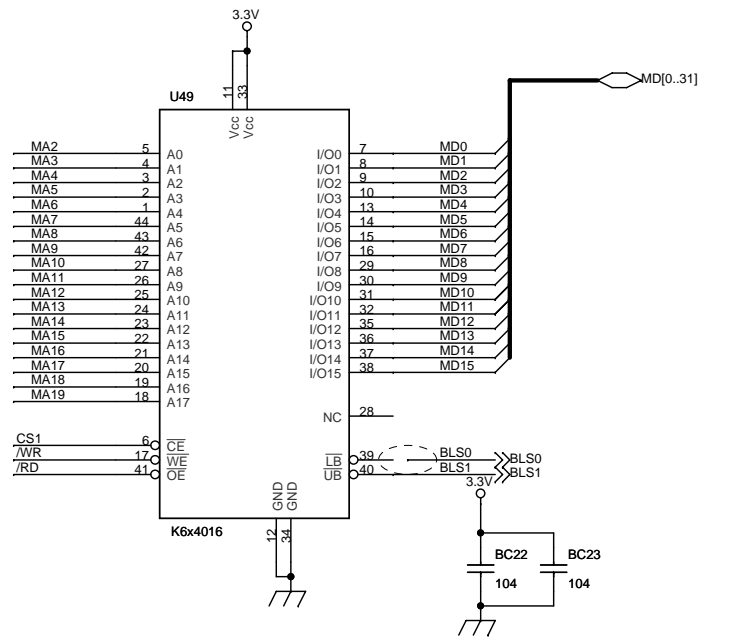 3.3V
U49
11
33
Vcc
Vcc
MD[0..31]
MA2 5 A0 I/O0 7 MD0
MA3 4 A1 I/O1 8 MD1
MA4 3 A2 I/O2 9 MD2
MA5 2 A3 I/O3 10 MD3
MA6 1 A4 I/O4 13 MD4
MA7 44 A5 I/O5 14 MD5
MA8 43 A6 I/O6 15 MD6
MA9 42 A7 I/O7 16 MD7
MA10 27 A8 I/O8 29 MD8
MA11 26 A9 I/O9 30 MD9
MA12 25 A10 I/O10 31 MD10
MA13 24 A11 I/O11 32 MD11
MA14 23 A12 I/O12 35 MD12
MA15 22 A13 I/O13 36 MD13
MA16 21 A14 I/O14 37 MD14
MA17 20 A15 I/O15 38 MD15
MA18 19 A16
MA19 18 A17
NC 28
CS1 6 CE
/WR 17 WE LB 39 BLS0 BLS0
/RD 41 OE UB 40 BLS1 BLS1
GND
GND
12
34
K6x4016
3.3V
BC22 BC23
104 104